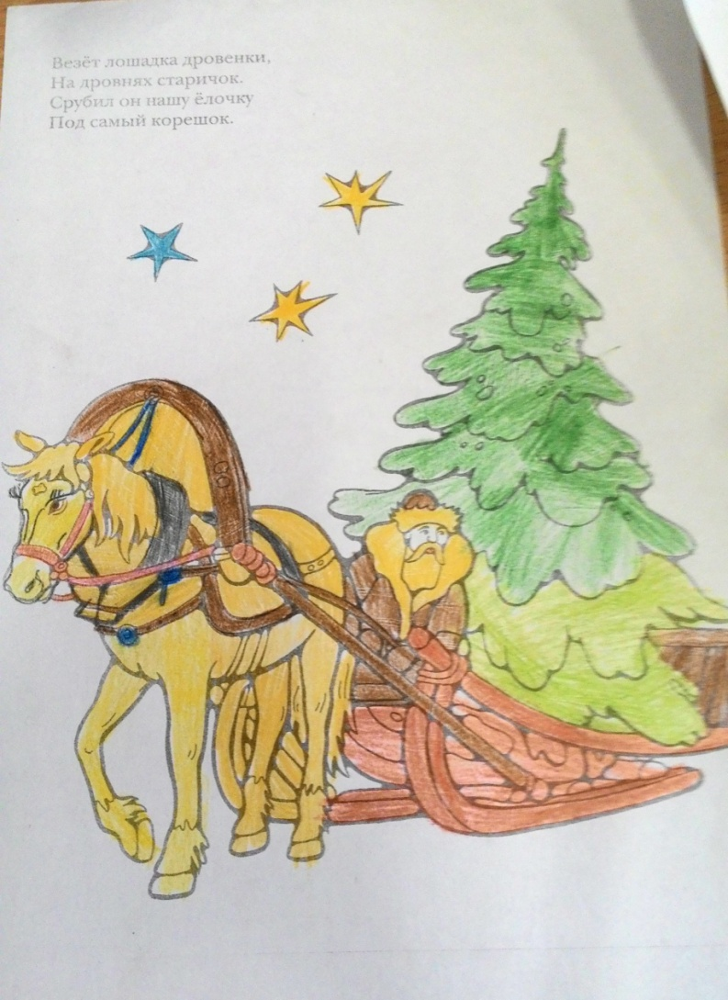 Везёт лошадка дровенки,
На дровнях старичок.
Срубил он нашу ёлочку
Под самый корешок.